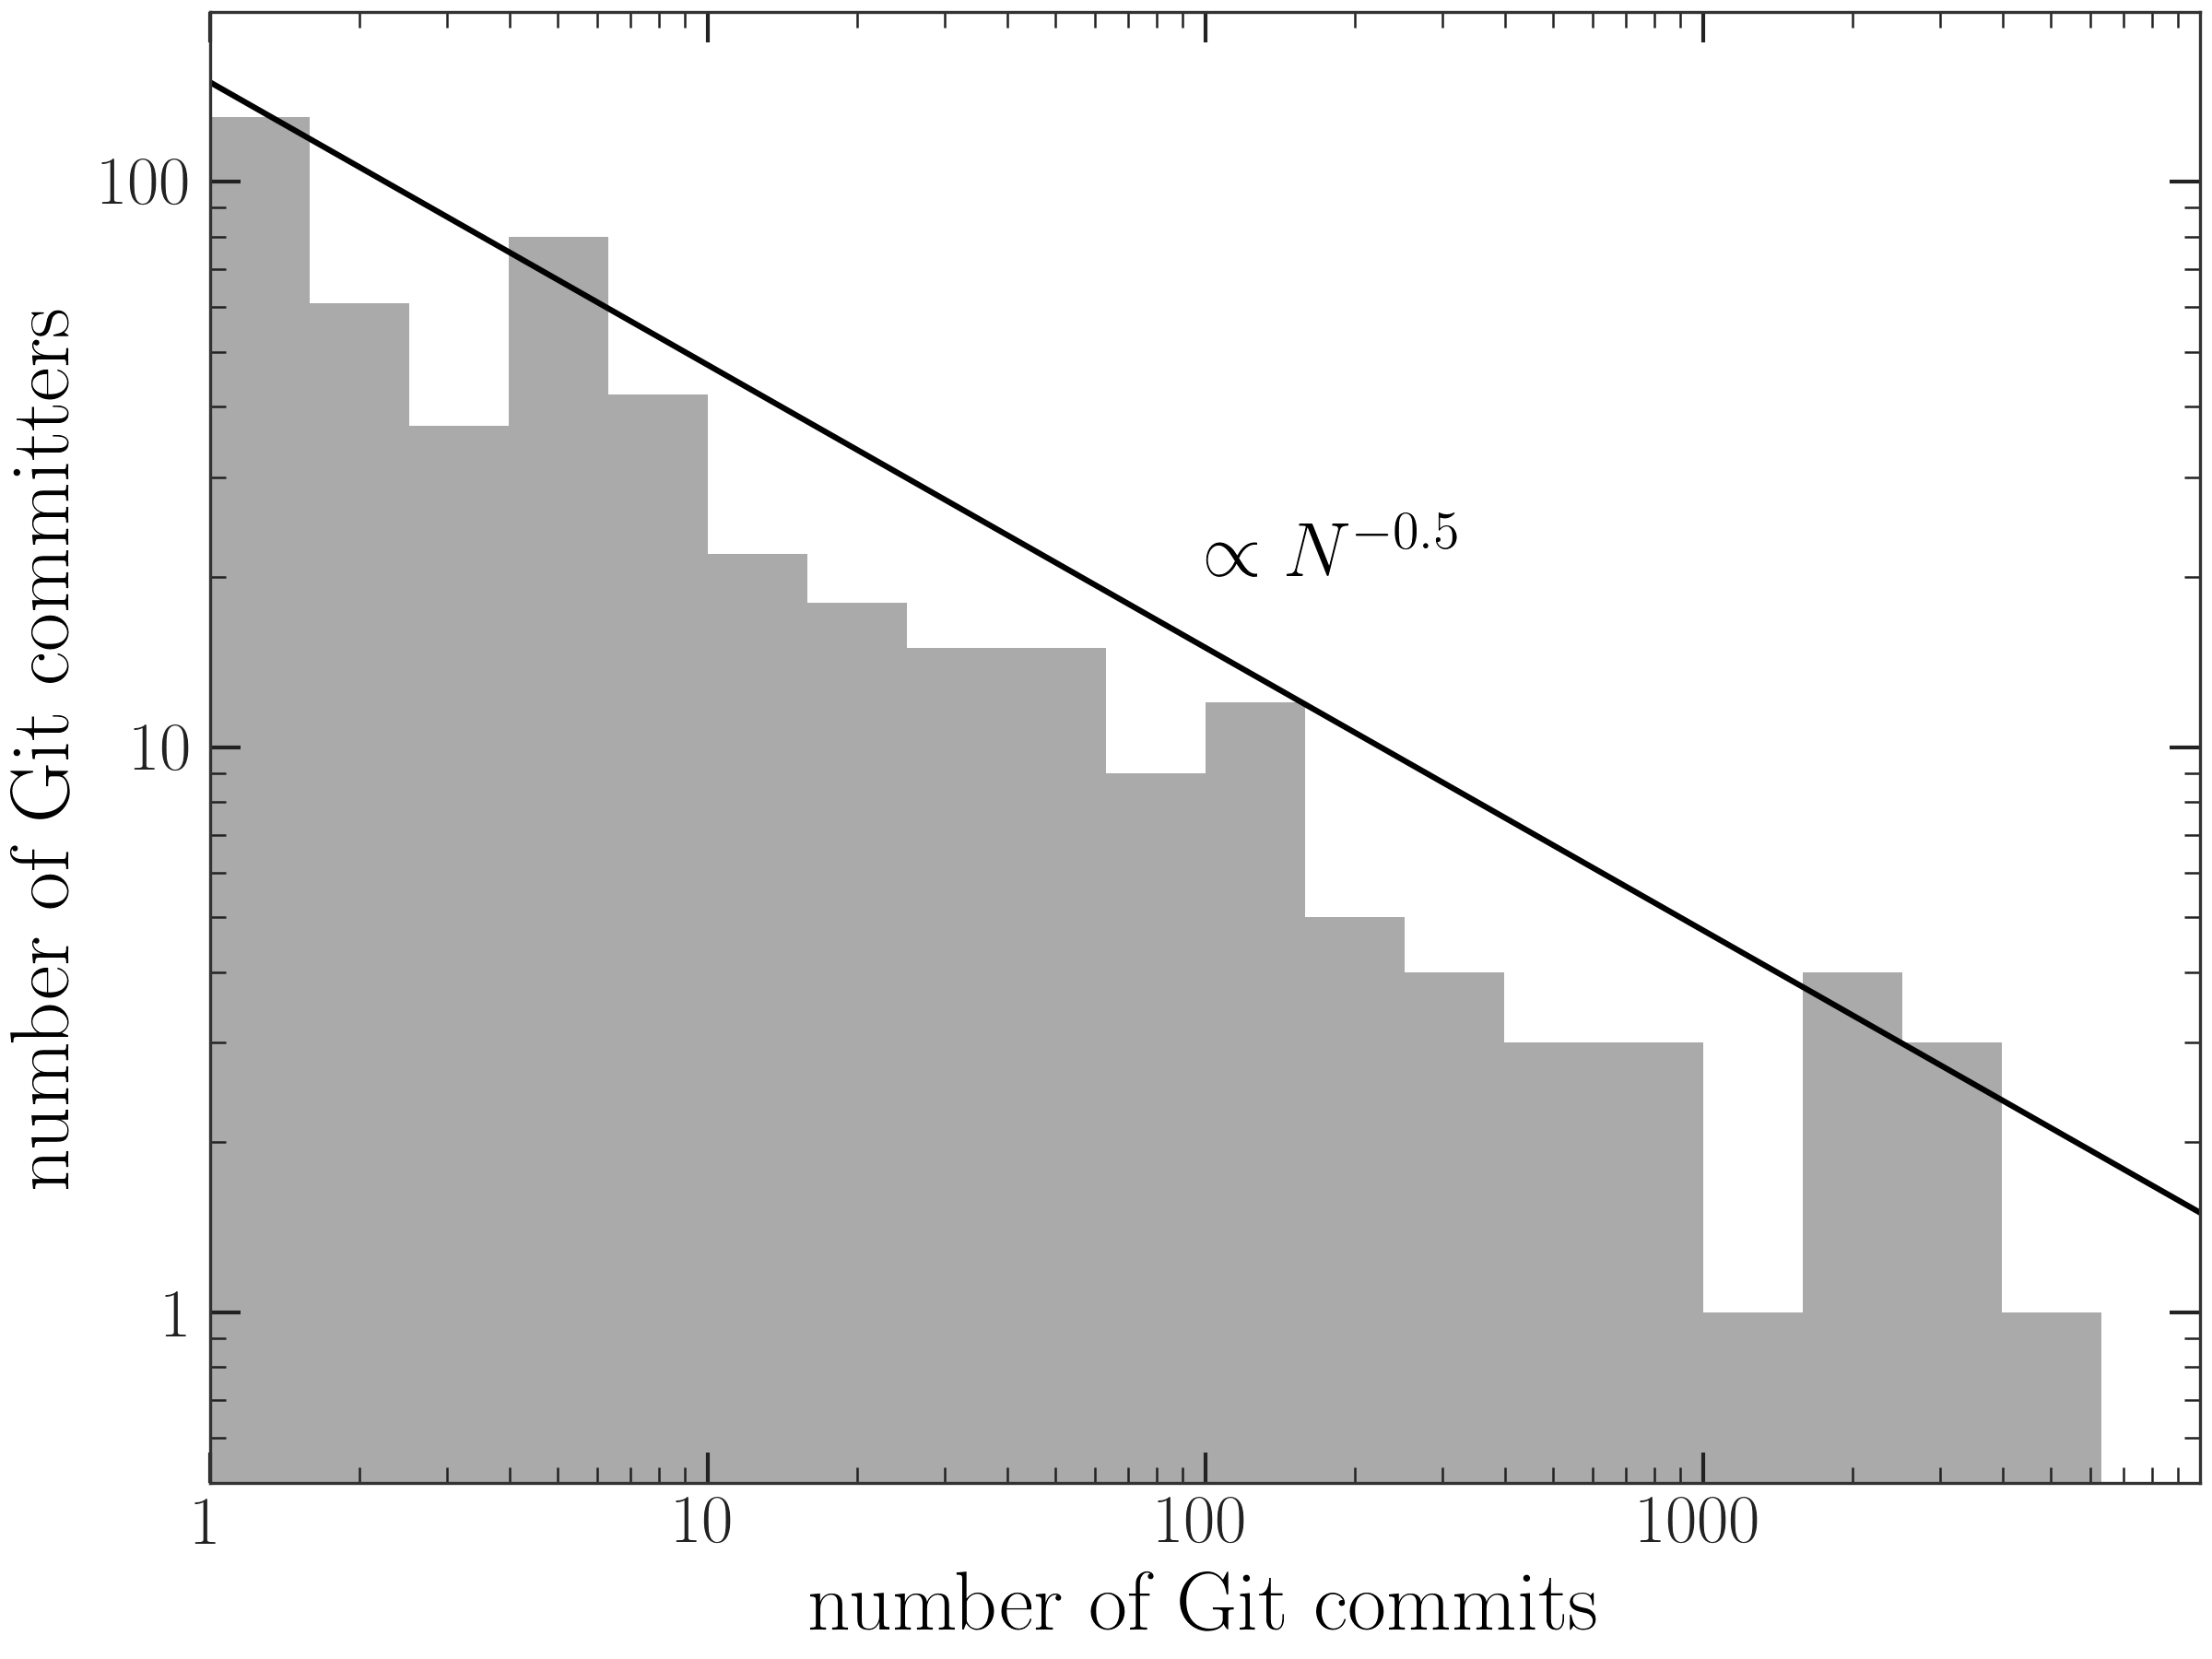 number of Git committers
100
10
1
∝ N^−0.5
1 10 100 1000
number of Git commits